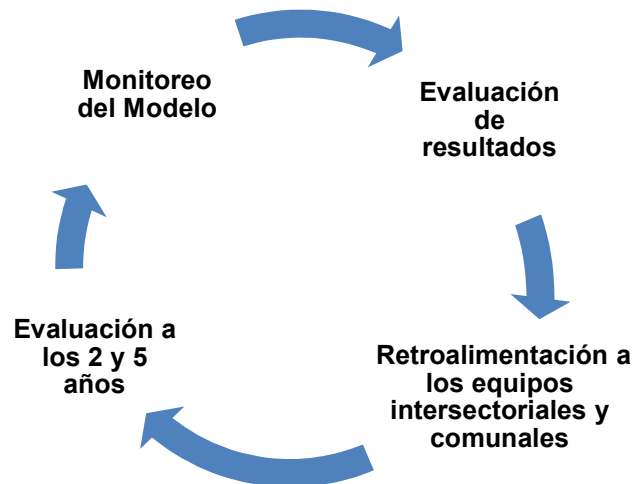 Monitoreo
del Modelo
Evaluación
de
resultados
Retroalimentación a
los equipos
intersectoriales y
comunales
Evaluación a
los 2 y 5
años